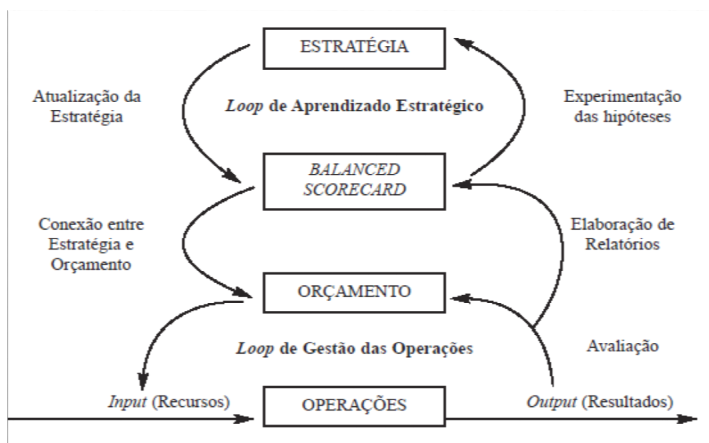 ESTRATÉGIA
Atualização da
Estratégia
Loop de Aprendizado Estratégico
Experimentação
das hipóteses
BALANCED
SCORECARD
Conexão entre
Estratégia e
Orçamento
Elaboração de
Relatórios
ORÇAMENTO
Loop de Gestão das Operações
Avaliação
Input (Recursos)
OPERAÇÕES
Output (Resultados)